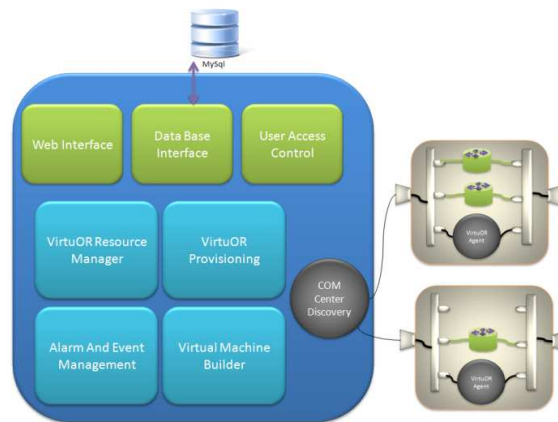 MySql
Web Interface
Data Base
Interface
User Access
Control
VirtuOR Resource
Manager
VirtuOR
Provisioning
COM
Center
Discovery
Alarm And Event
Management
Virtual Machine
Builder
VirtuOR
Agent
VirtuOR
Agent